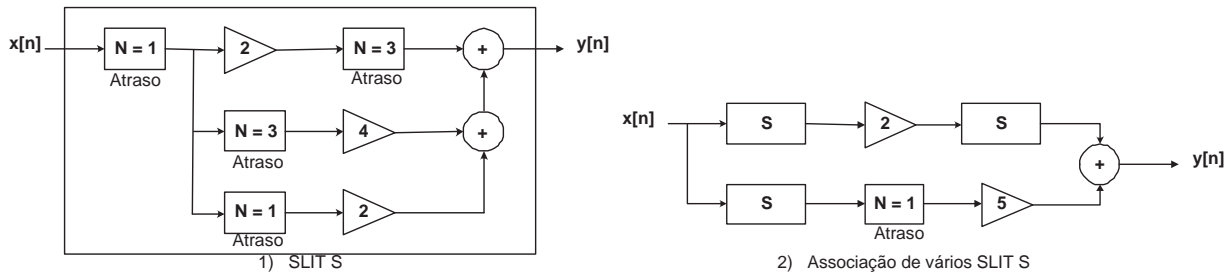 x[n]
N = 1
Atraso
2
N = 3
Atraso
+
y[n]
N = 3
Atraso
4
+
N = 1
Atraso
2
1) SLIT S
x[n]
S
2
S
+
y[n]
S
N = 1
Atraso
5
2) Associação de vários SLIT S